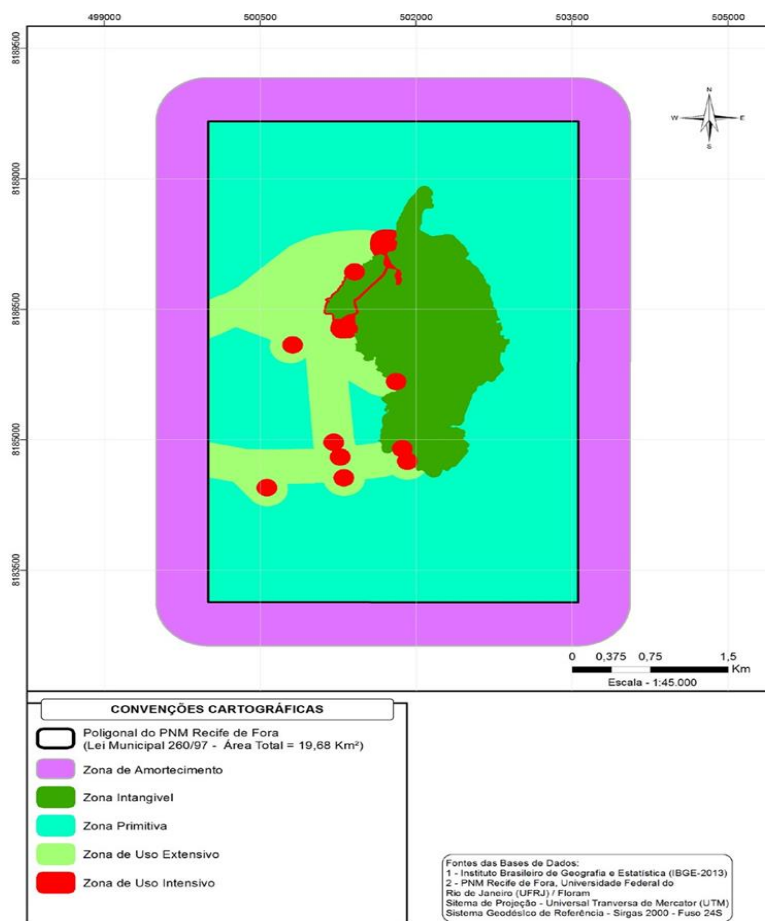 499000
500500
502000
503500
505000
8189500
N
W
E
S
8188000
8186500
8185000
8183500
0
0,375
0,75
1,5
Km
Escala - 1:45.000
CONVENÇÕES CARTOGRÁFICAS
Poligonal do PNM Recife de Fora
(Lei Municipal 260/97 - Área Total = 19,68 Km²)
Zona de Amortecimento
Zona Intangivel
Zona Primitiva
Zona de Uso Extensivo
Zona de Uso Intensivo
Fontes das Bases de Dados:
1 - Instituto Brasileiro de Geografia e Estatística (IBGE-2013)
2 - PNM Recife de Fora, Universidade Federal do
Rio de Janeiro (UFRJ) / Floram
Sitema de Projeção - Universal Tranversa de Mercator (UTM)
Sistema Geodésico de Referência - Sirgas 2000 - Fuso 24S